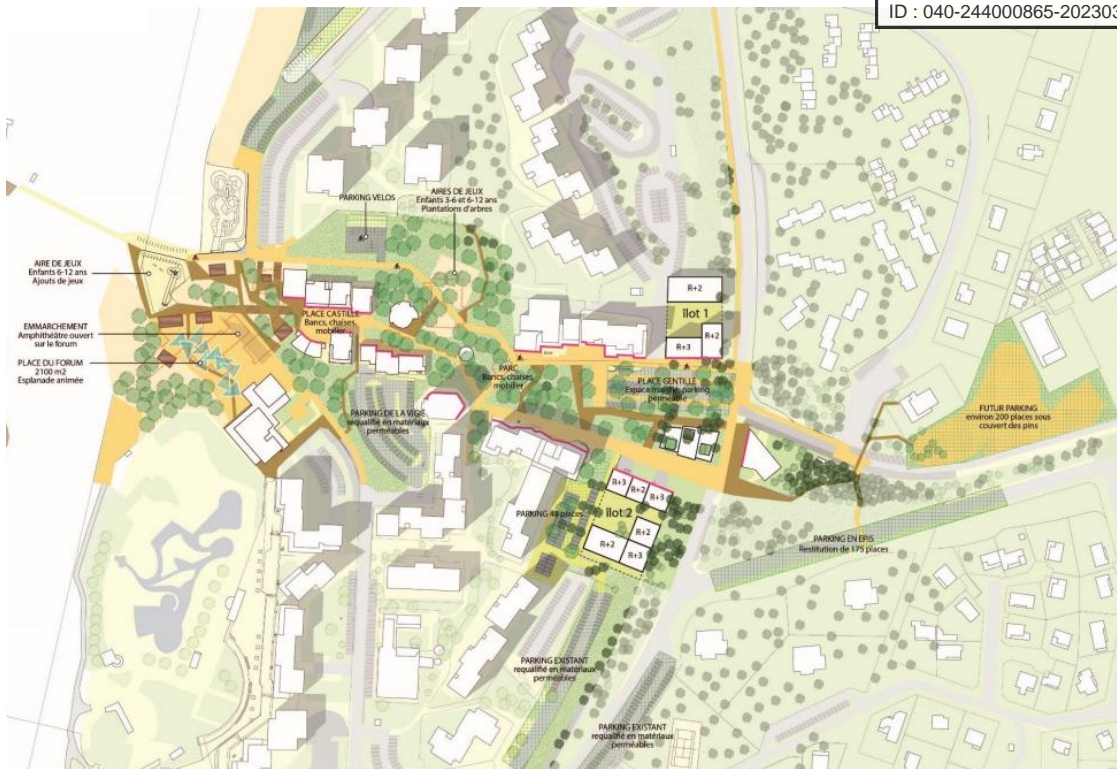 ID : 040-244000865-202303
PARKING VELOS
AIRES DE JEUX
Enfants 3-6 et 6-12 ans
Plantations d'arbres
AIRE DE JEUX
Enfants 6-12 ans
Ajouts de jeux
EMMARCHEMENT
Amphithéâtre ouvert
sur le forum
PLACE DU FORUM
2100 m2
Esplanade animée
PLACE CASTILLE
Bancs, chaises,
mobilier
R+2
îlot 1
R+2
R+3
PARC
Bancs, chaises,
mobilier
PLACE GENTILLE
Espace marché, parking
perméable
PARKING DE LA VIGIE
requalifié en matériaux
perméables
FUTUR PARKING
environ 200 places sous
couvert des pins
R+3
R+2
R+3
PARKING 48 places
îlot 2
R+2
R+2
R+3
PARKING EN EPIS
Restitution de 175 places
PARKING EXISTANT
requalifié en matériaux
perméables
PARKING EXISTANT
requalifié en matériaux
perméables